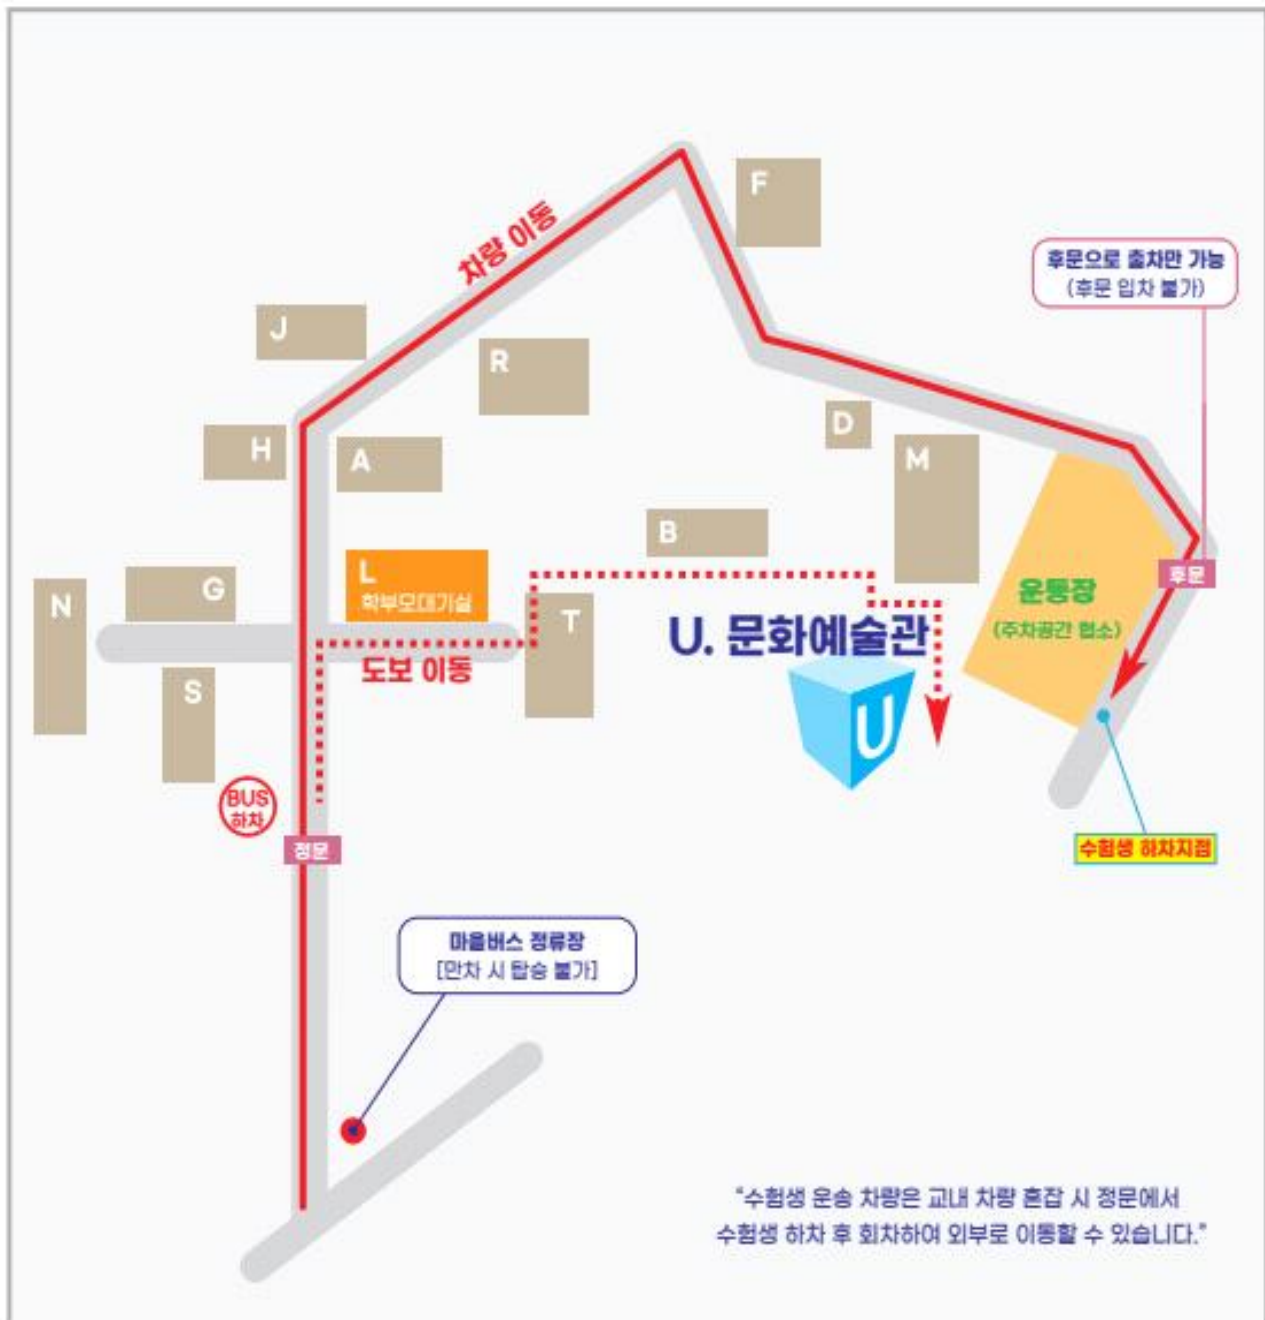 F
차량 이동
후문으로 출차만 가능
(후문 입차 불가)
J
R
D
H
A
M
B
L
학부모대기실
N
G
T
후문
운동장
(주차공간 협소)
U. 문화예술관
도보 이동
S
U
BUS
하차
정문
수험생 하차지점
마을버스 정류장
[만차 시 탑승 불가]
"수험생 운송 차량은 교내 차량 혼잡 시 정문에서
수험생 하차 후 회차하여 외부로 이동할 수 있습니다."